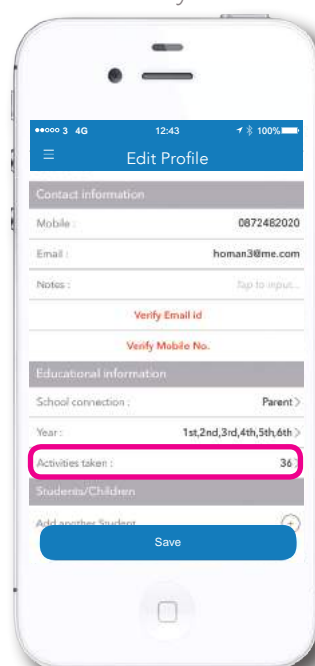 3 4G 12:43 100%
Edit Profile
Contact information
Mobile : 0872482020
Email : homan3@me.com
Notes : Tap to input...
Verify Email id
Verify Mobile No.
Educational information
School connection : Parent >
Year : 1st,2nd,3rd,4th,5th,6th >
Activities taken : 36 >
Students/Children
Add another Student
Save